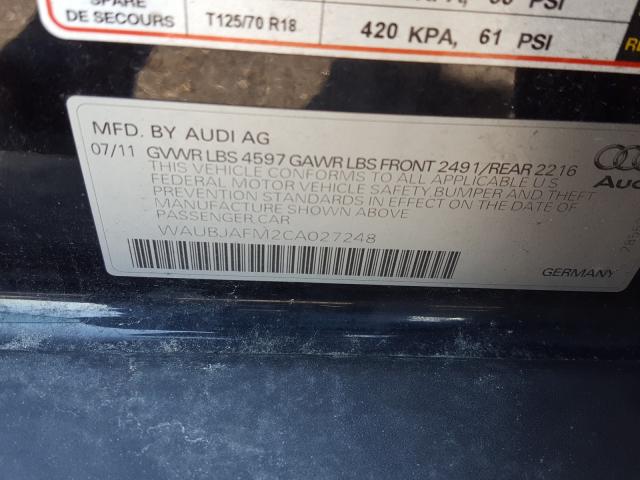 SPARE
DE SECOURS T125/70 R18 420 KPA, 61 PSI
PSI
MFD. BY AUDI AG
07/11 GVWR LBS 4597 GAWR LBS FRONT 2491/REAR 2216
THIS VEHICLE CONFORMS TO ALL APPLICABLE U.S.
FEDERAL MOTOR VEHICLE SAFETY BUMPER AND THEFT
PREVENTION STANDARDS IN EFFECT ON THE DATE OF
MANUFACTURE SHOWN ABOVE
PASSENGER CAR
WAUBJAFM2CA027248
GERMANY